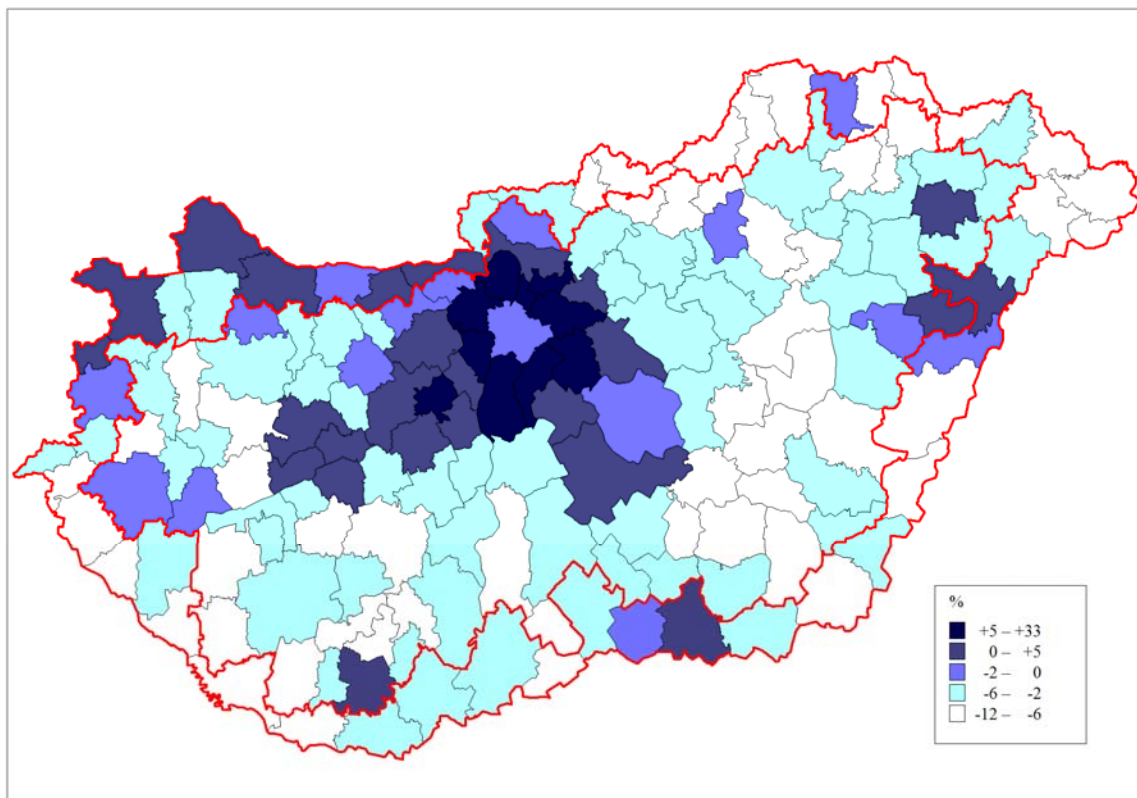 %
+5 – +33
0 – +5
-2 – 0
-6 – -2
-12 – -6